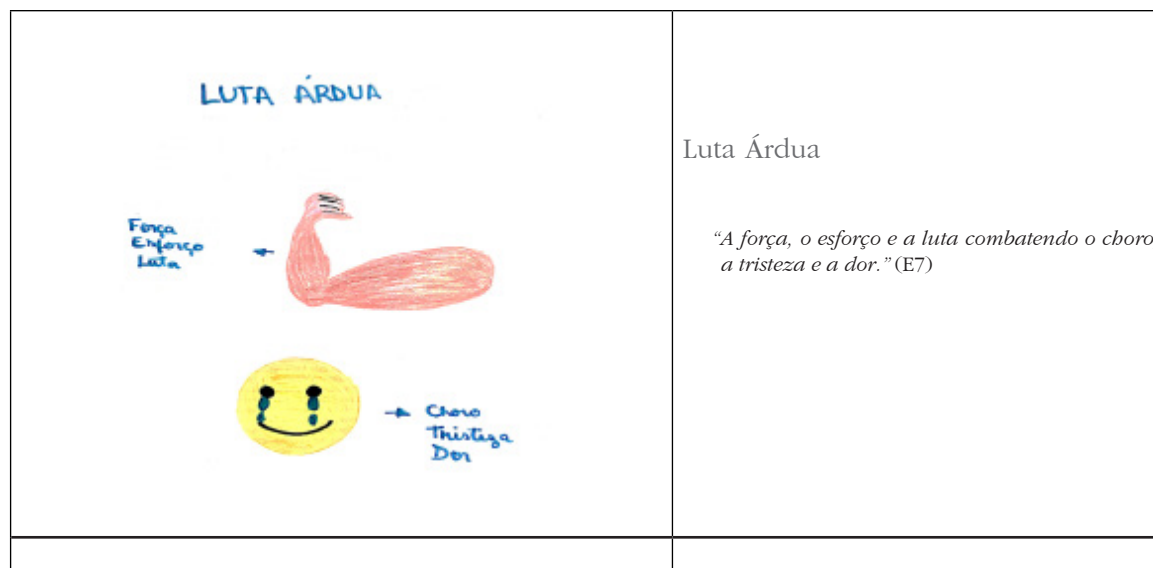 LUTA ÁRDUA
Força
Esforço
Luta
Choro
Tristeza
Dor
Luta Árdua
“A força, o esforço e a luta combatendo o choro
a tristeza e a dor.” (E7)